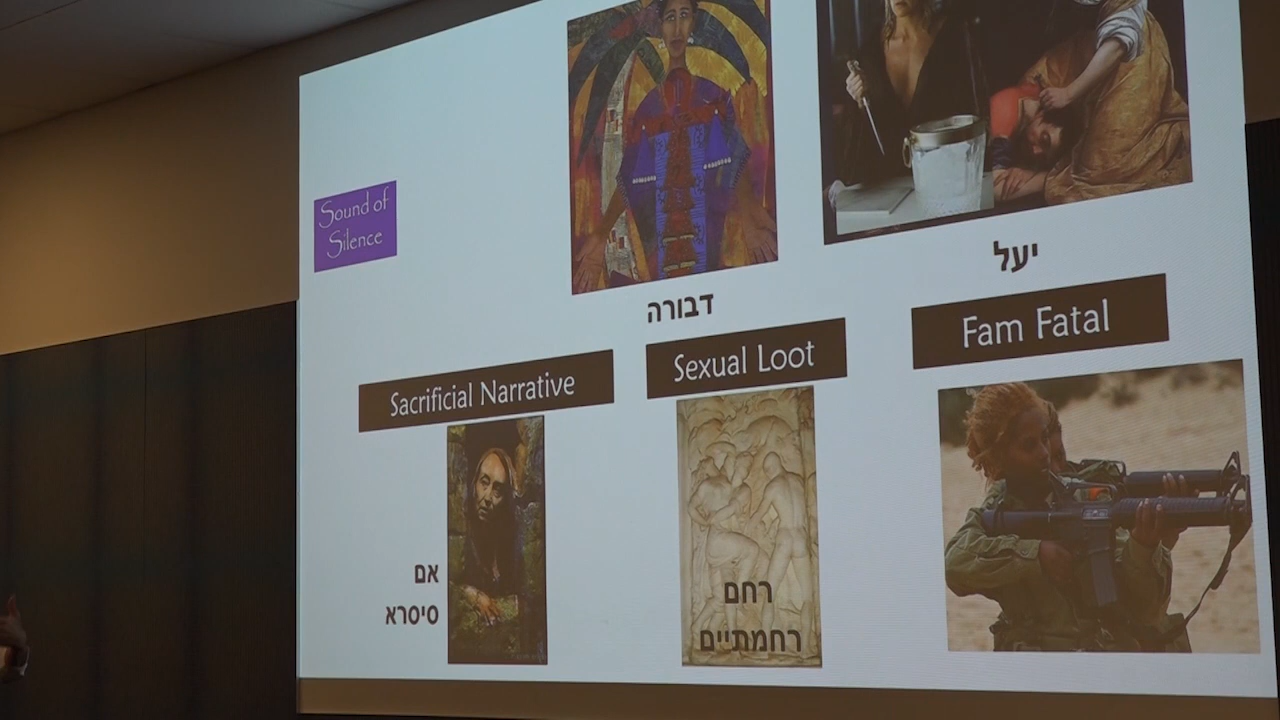 Sound of
Silence
דבורה
יעל
Sacrificial Narrative
Sexual Loot
Fam Fatal
אם
סיסרא
רחם
רחמתיים